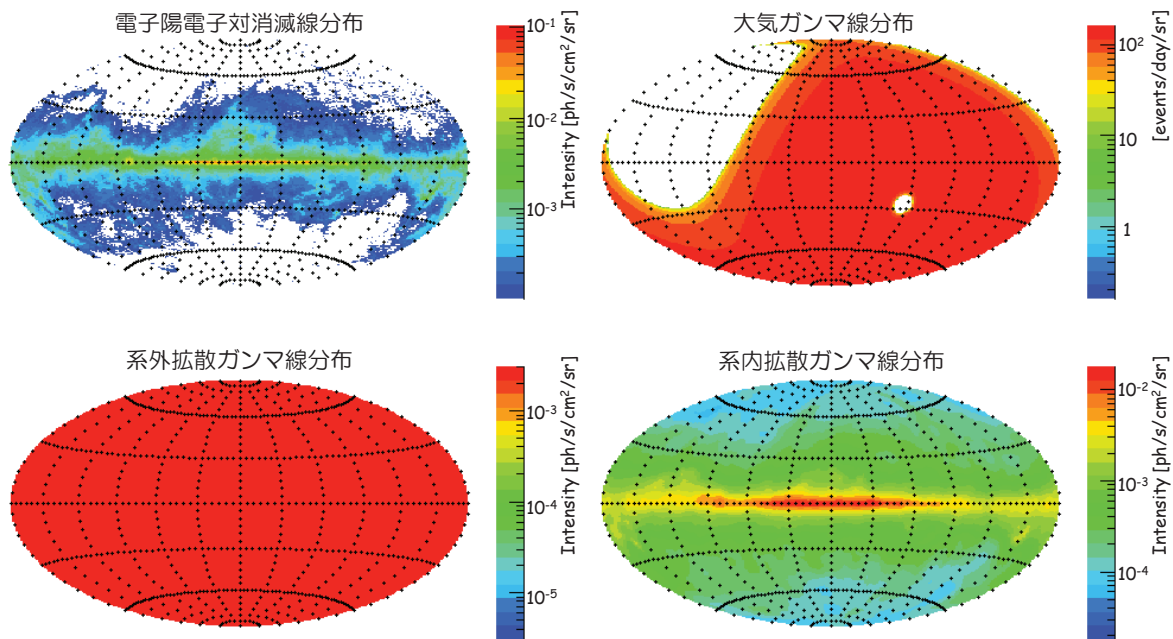 電子陽電子対消滅線分布
10⁻¹
10⁻²
10⁻³
Intensity [ph/s/cm²/sr]
大気ガンマ線分布
10²
10
1
[events/day/sr]
系外拡散ガンマ線分布
10⁻³
10⁻⁴
10⁻⁵
Intensity [ph/s/cm²/sr]
系内拡散ガンマ線分布
10⁻²
10⁻³
10⁻⁴
Intensity [ph/s/cm²/sr]